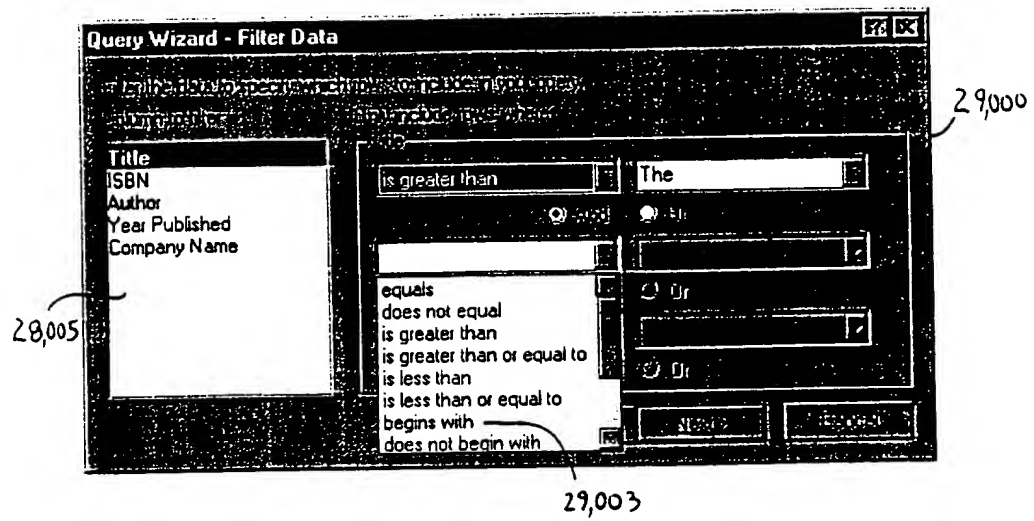 Query Wizard - Filter Data
Title
ISBN
Author
Year Published
Company Name
is greater than
The
And
Or
equals
does not equal
is greater than
is greater than or equal to
is less than
is less than or equal to
begins with
does not begin with
Or
Or
29,000
28,005
29,003